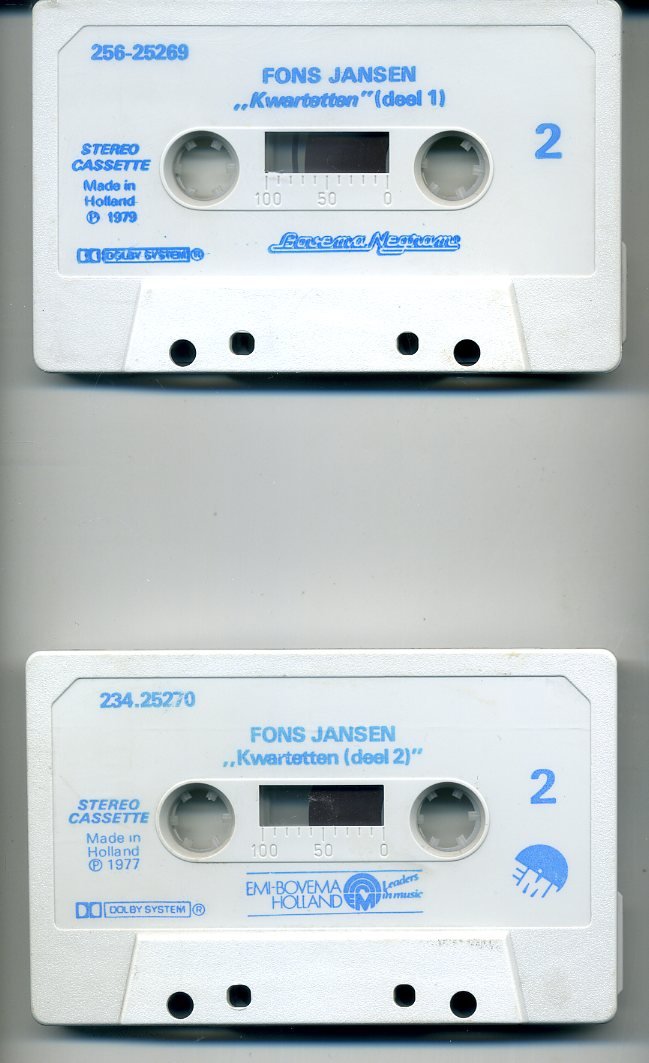 256-25269
FONS JANSEN
„Kwartetten” (deel 1)
2
STEREO
CASSETTE
Made in
Holland
℗ 1979
100 50 0
DOLBY SYSTEM®
Bovema Negram
234.25270
FONS JANSEN
„Kwartetten (deel 2)”
2
STEREO
CASSETTE
Made in
Holland
℗ 1977
100 50 0
DOLBY SYSTEM®
EMI-BOVEMA
HOLLAND
Leaders
in music
EMI